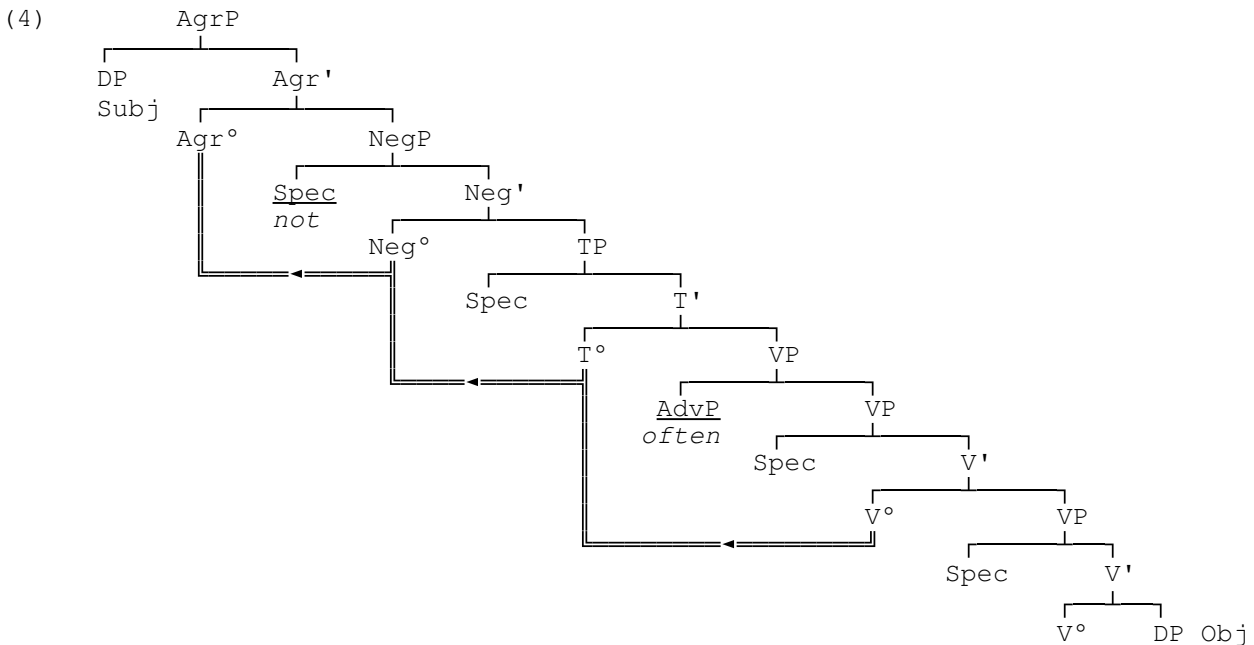 (4) AgrP
DP Agr'
Subj
Agr° NegP
Spec Neg'
not
Neg° TP
Spec T'
T° VP
AdvP VP
often
Spec V'
V° VP
Spec V'
V° DP Obj